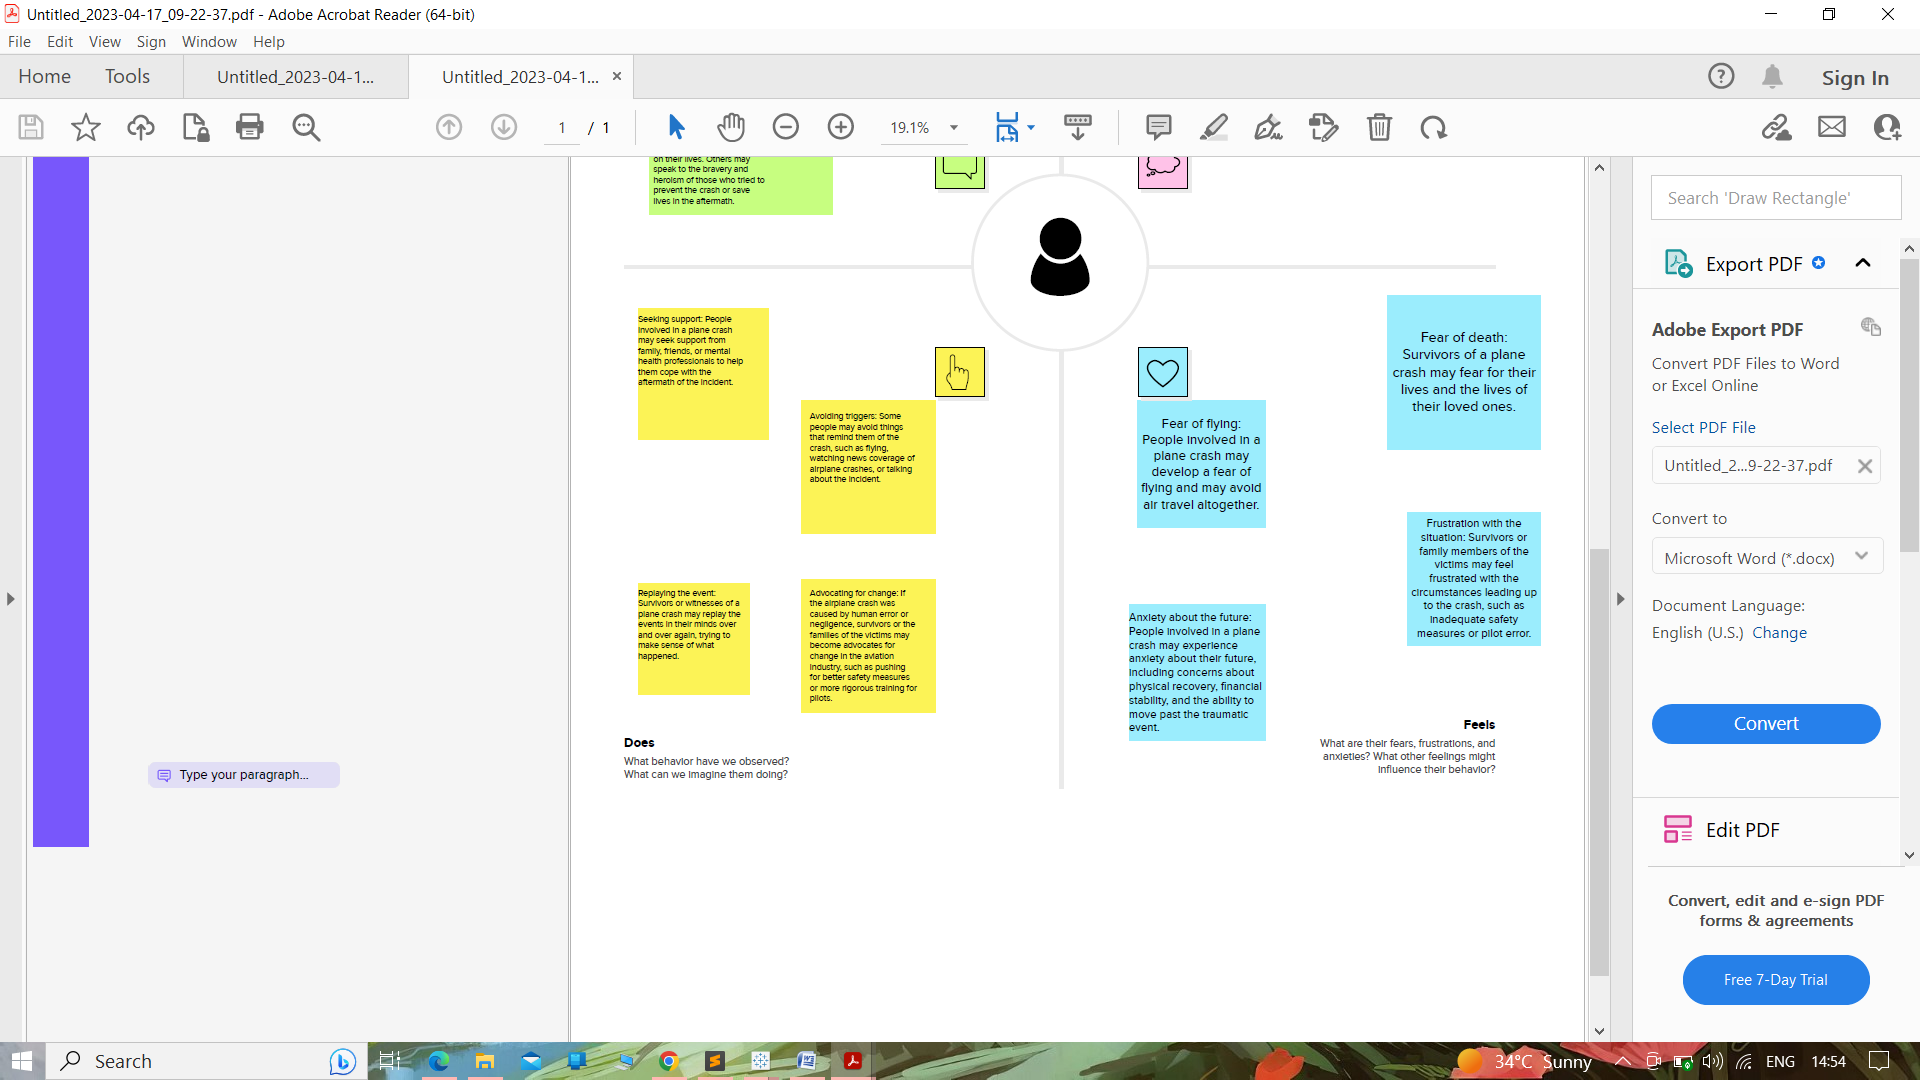 Untitled_2023-04-17_09-22-37.pdf - Adobe Acrobat Reader (64-bit)
File Edit View Sign Window Help
Home Tools Untitled_2023-04-1... Untitled_2023-04-1... Sign In
1 / 1 19.1%
on their lives. Others may
speak to the bravery and
heroism of those who tried to
prevent the crash or save
lives in the aftermath.
Seeking support: People
involved in a plane crash
may seek support from
family, friends, or mental
health professionals to help
them cope with the
aftermath of the incident.
Avoiding triggers: Some
people may avoid things
that remind them of the
crash, such as flying,
watching news coverage of
airplane crashes, or talking
about the incident.
Replaying the event:
Survivors or witnesses of a
plane crash may replay the
events in their minds over
and over again, trying to
make sense of what
happened.
Advocating for change: If
the airplane crash was
caused by human error or
negligence, survivors or the
families of the victims may
become advocates for
change in the aviation
industry, such as pushing
for better safety measures
or more rigorous training for
pilots.
Does
What behavior have we observed?
What can we imagine them doing?
Type your paragraph...
Fear of death:
Survivors of a plane
crash may fear for their
lives and the lives of
their loved ones.
Fear of flying:
People involved in a
plane crash may
develop a fear of
flying and may avoid
air travel altogether.
Frustration with the
situation: Survivors or
family members of the
victims may feel
frustrated with the
circumstances leading up
to the crash, such as
inadequate safety
measures or pilot error.
Anxiety about the future:
People involved in a plane
crash may experience
anxiety about their future,
including concerns about
physical recovery, financial
stability, and the ability to
move past the traumatic
event.
Feels
What are their fears, frustrations, and
anxieties? What other feelings might
influence their behavior?
Search 'Draw Rectangle'
Export PDF
Adobe Export PDF
Convert PDF Files to Word
or Excel Online
Select PDF File
Untitled_2...9-22-37.pdf
Convert to
Microsoft Word (*.docx)
Document Language:
English (U.S.) Change
Convert
Edit PDF
Convert, edit and e-sign PDF
forms & agreements
Free 7-Day Trial
Search
34°C Sunny ENG 14:54